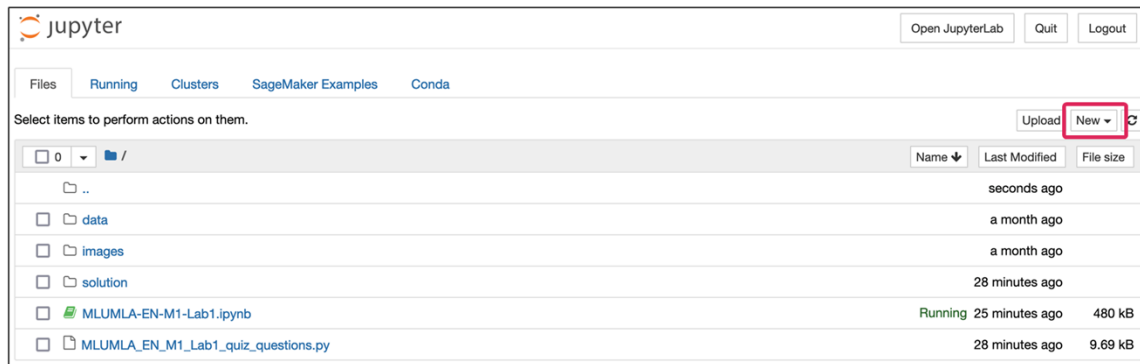 jupyter Open JupyterLab Quit Logout
Files Running Clusters SageMaker Examples Conda
Select items to perform actions on them. Upload New
0 / Name Last Modified File size
.. seconds ago
data a month ago
images a month ago
solution 28 minutes ago
MLUMLA-EN-M1-Lab1.ipynb Running 25 minutes ago 480 kB
MLUMLA_EN_M1_Lab1_quiz_questions.py 28 minutes ago 9.69 kB